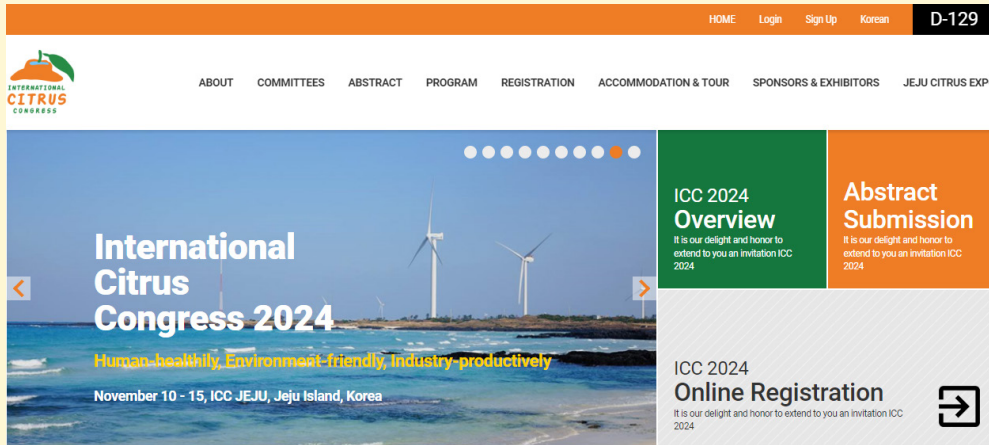 HOME Login Sign Up Korean D-129
INTERNATIONAL
CITRUS
CONGRESS
ABOUT COMMITTEES ABSTRACT PROGRAM REGISTRATION ACCOMMODATION & TOUR SPONSORS & EXHIBITORS JEJU CITRUS EXP
International
Citrus
Congress 2024
Human-healthily, Environment-friendly, Industry-productively
November 10 - 15, ICC JEJU, Jeju Island, Korea
ICC 2024
Overview
It is our delight and honor to
extend to you an invitation ICC
2024
Abstract
Submission
It is our delight and honor to
extend to you an invitation ICC
2024
ICC 2024
Online Registration
It is our delight and honor to extend to you an invitation ICC
2024